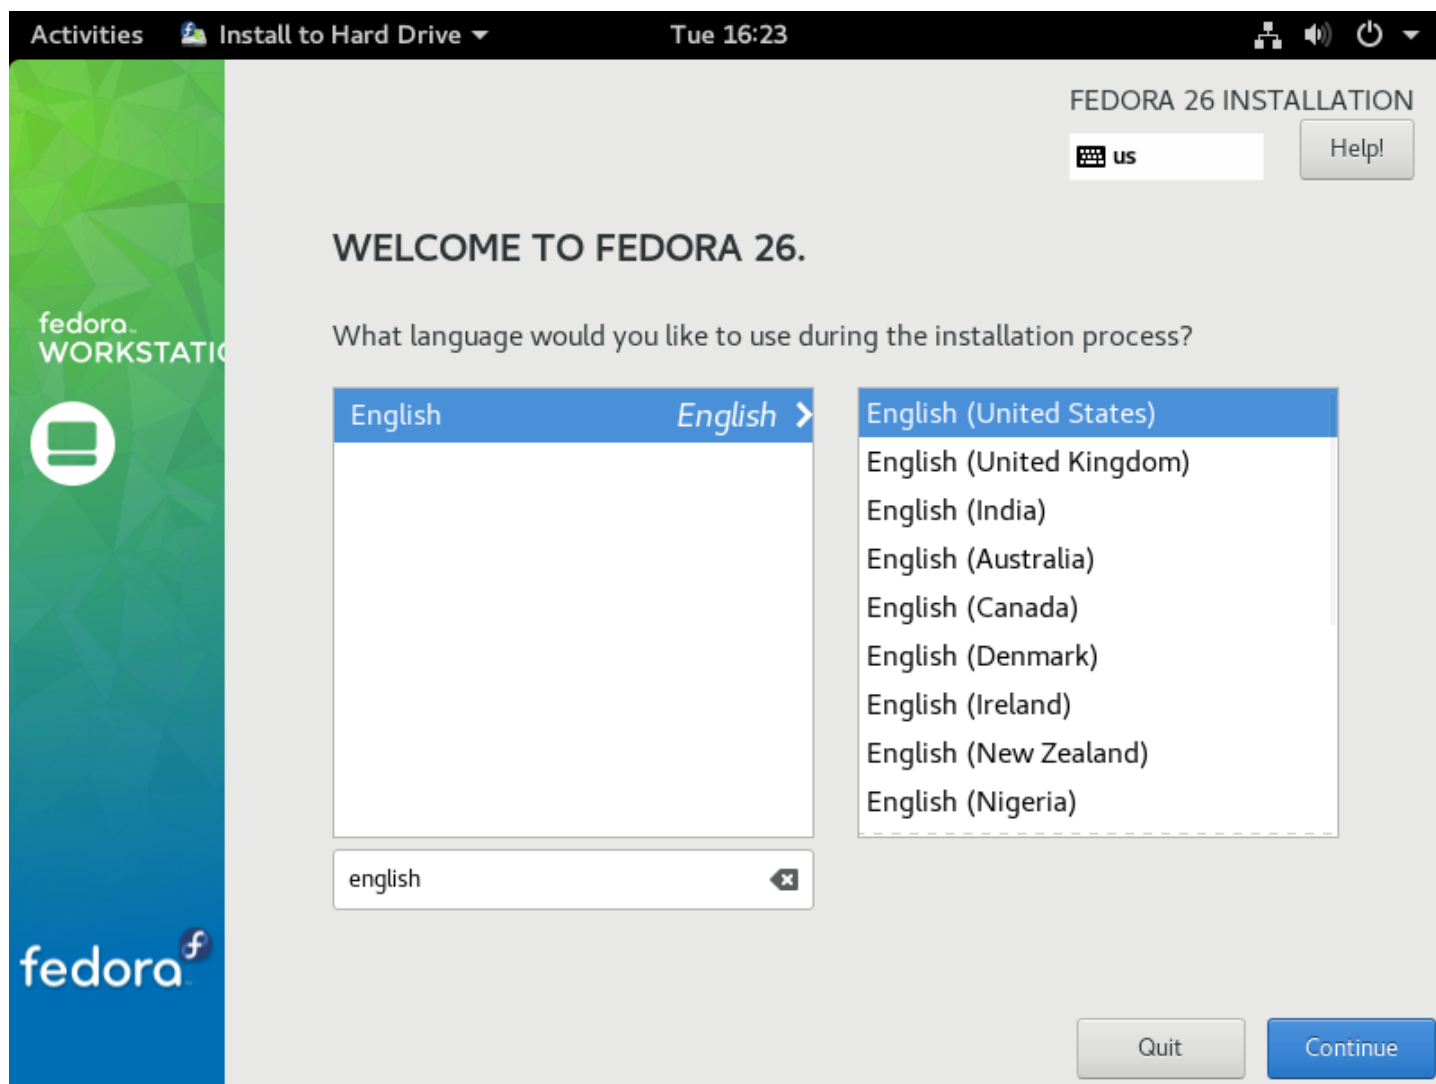 Activities Install to Hard Drive Tue 16:23
FEDORA 26 INSTALLATION
us Help!
WELCOME TO FEDORA 26.
fedora
WORKSTATIO
What language would you like to use during the installation process?
English English
English (United States)
English (United Kingdom)
English (India)
English (Australia)
English (Canada)
English (Denmark)
English (Ireland)
English (New Zealand)
English (Nigeria)
english
fedora
Quit Continue